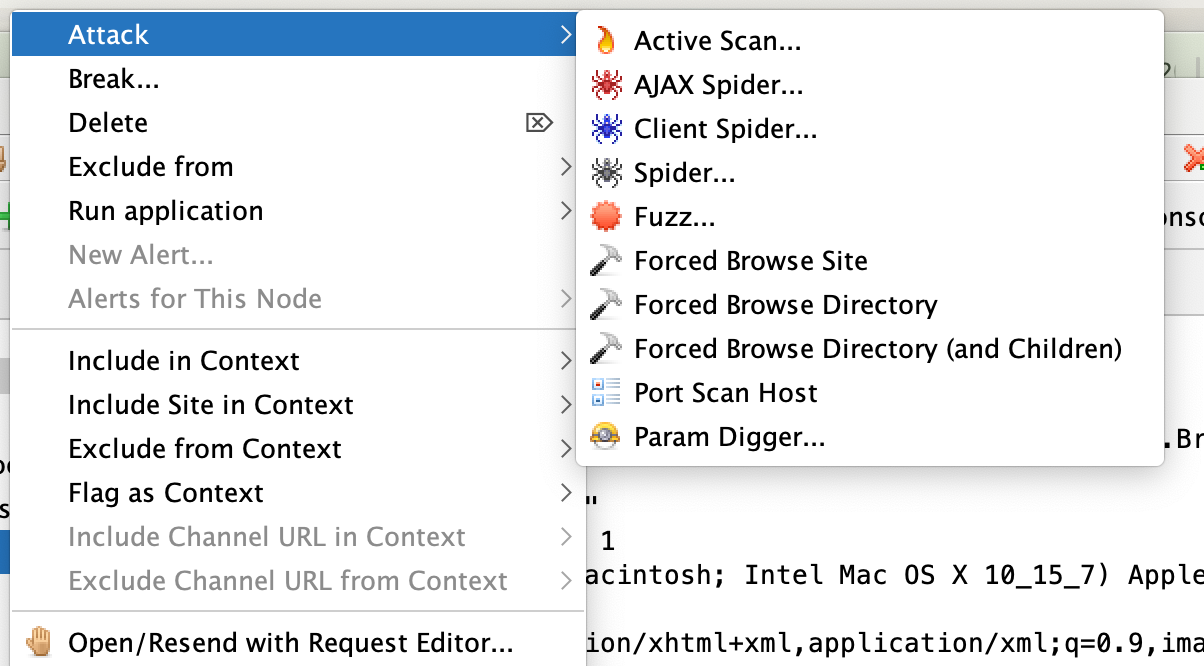 Attack
Break...
Delete
Exclude from
Run application
New Alert...
Alerts for This Node
Include in Context
Include Site in Context
Exclude from Context
Flag as Context
Include Channel URL in Context
Exclude Channel URL from Context
Open/Resend with Request Editor...
Active Scan...
AJAX Spider...
Client Spider...
Spider...
Fuzz...
Forced Browse Site
Forced Browse Directory
Forced Browse Directory (and Children)
Port Scan Host
Param Digger...
.Br
"
1
acintosh; Intel Mac OS X 10_15_7) Apple
ion/xhtml+xml,application/xml;q=0.9,ima